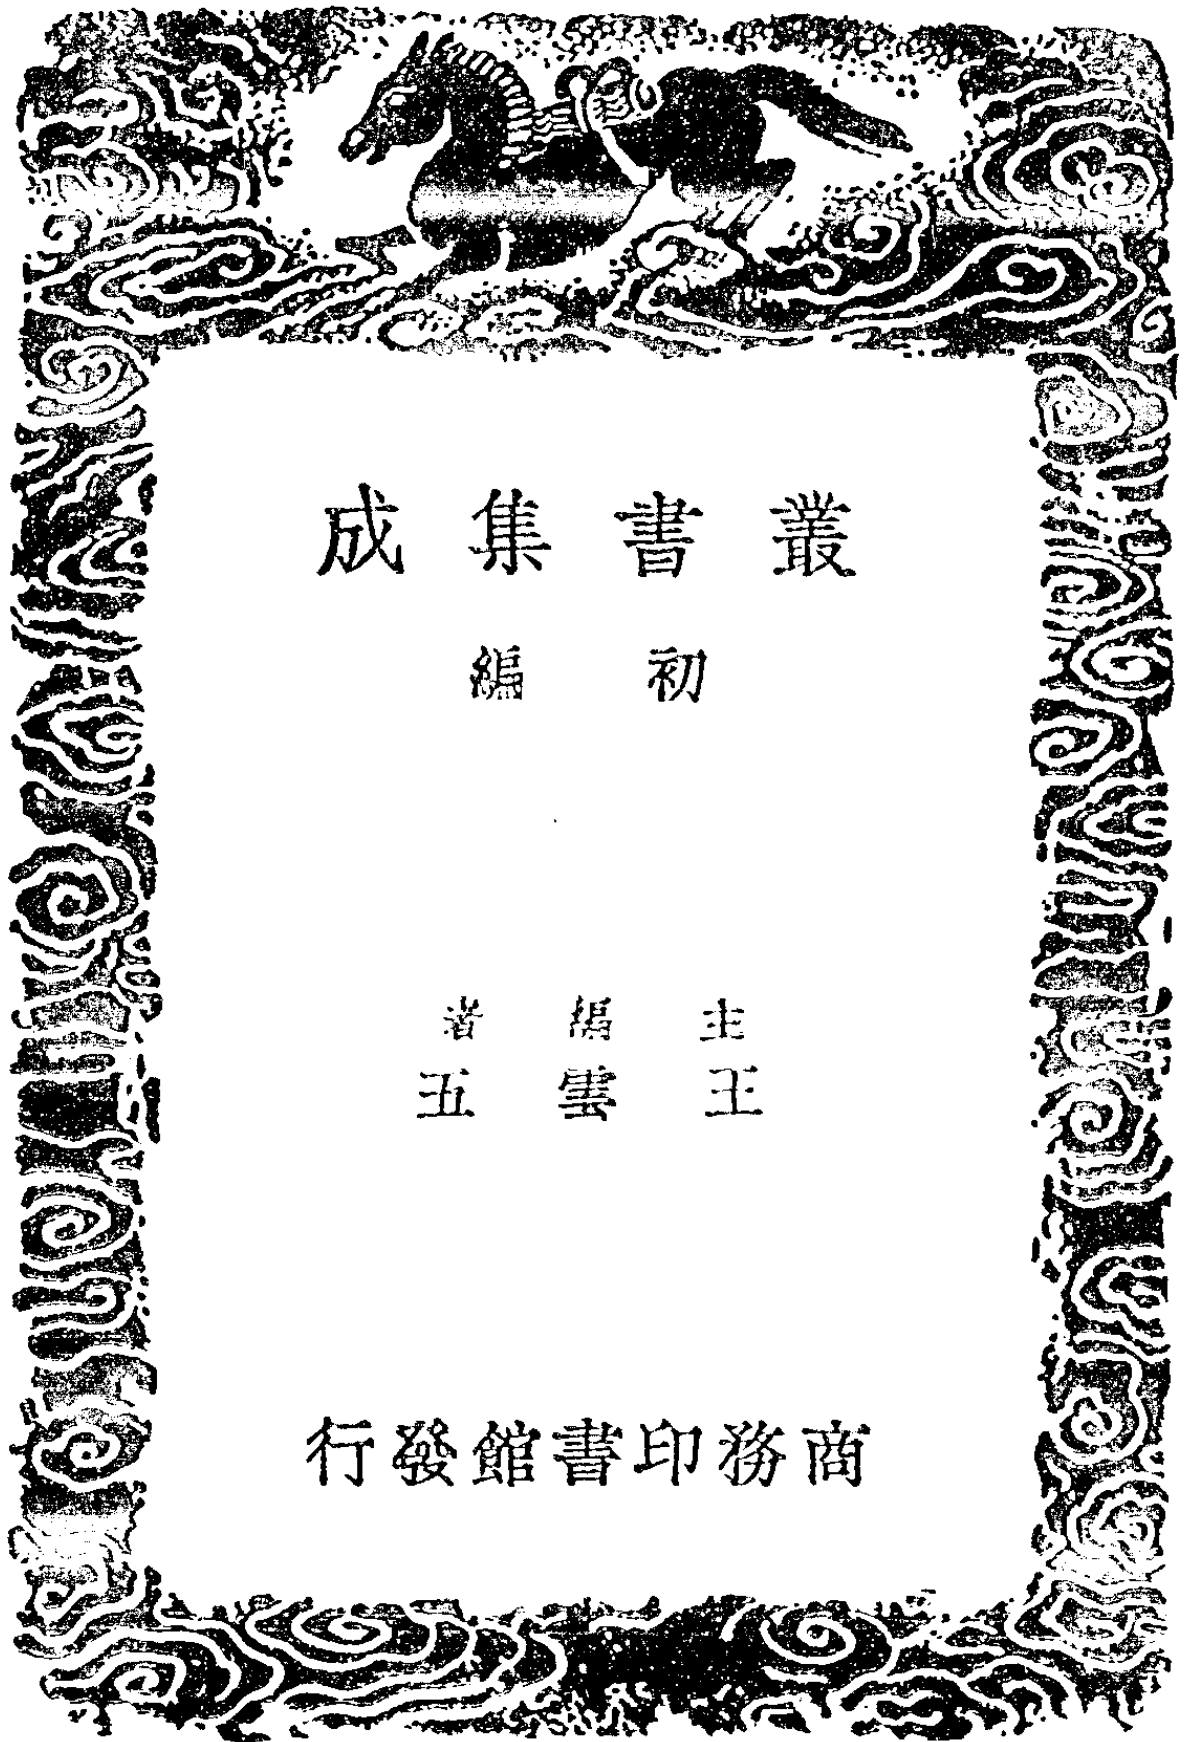 叢書集成
初編
主編者
王雲五
商務印書館發行